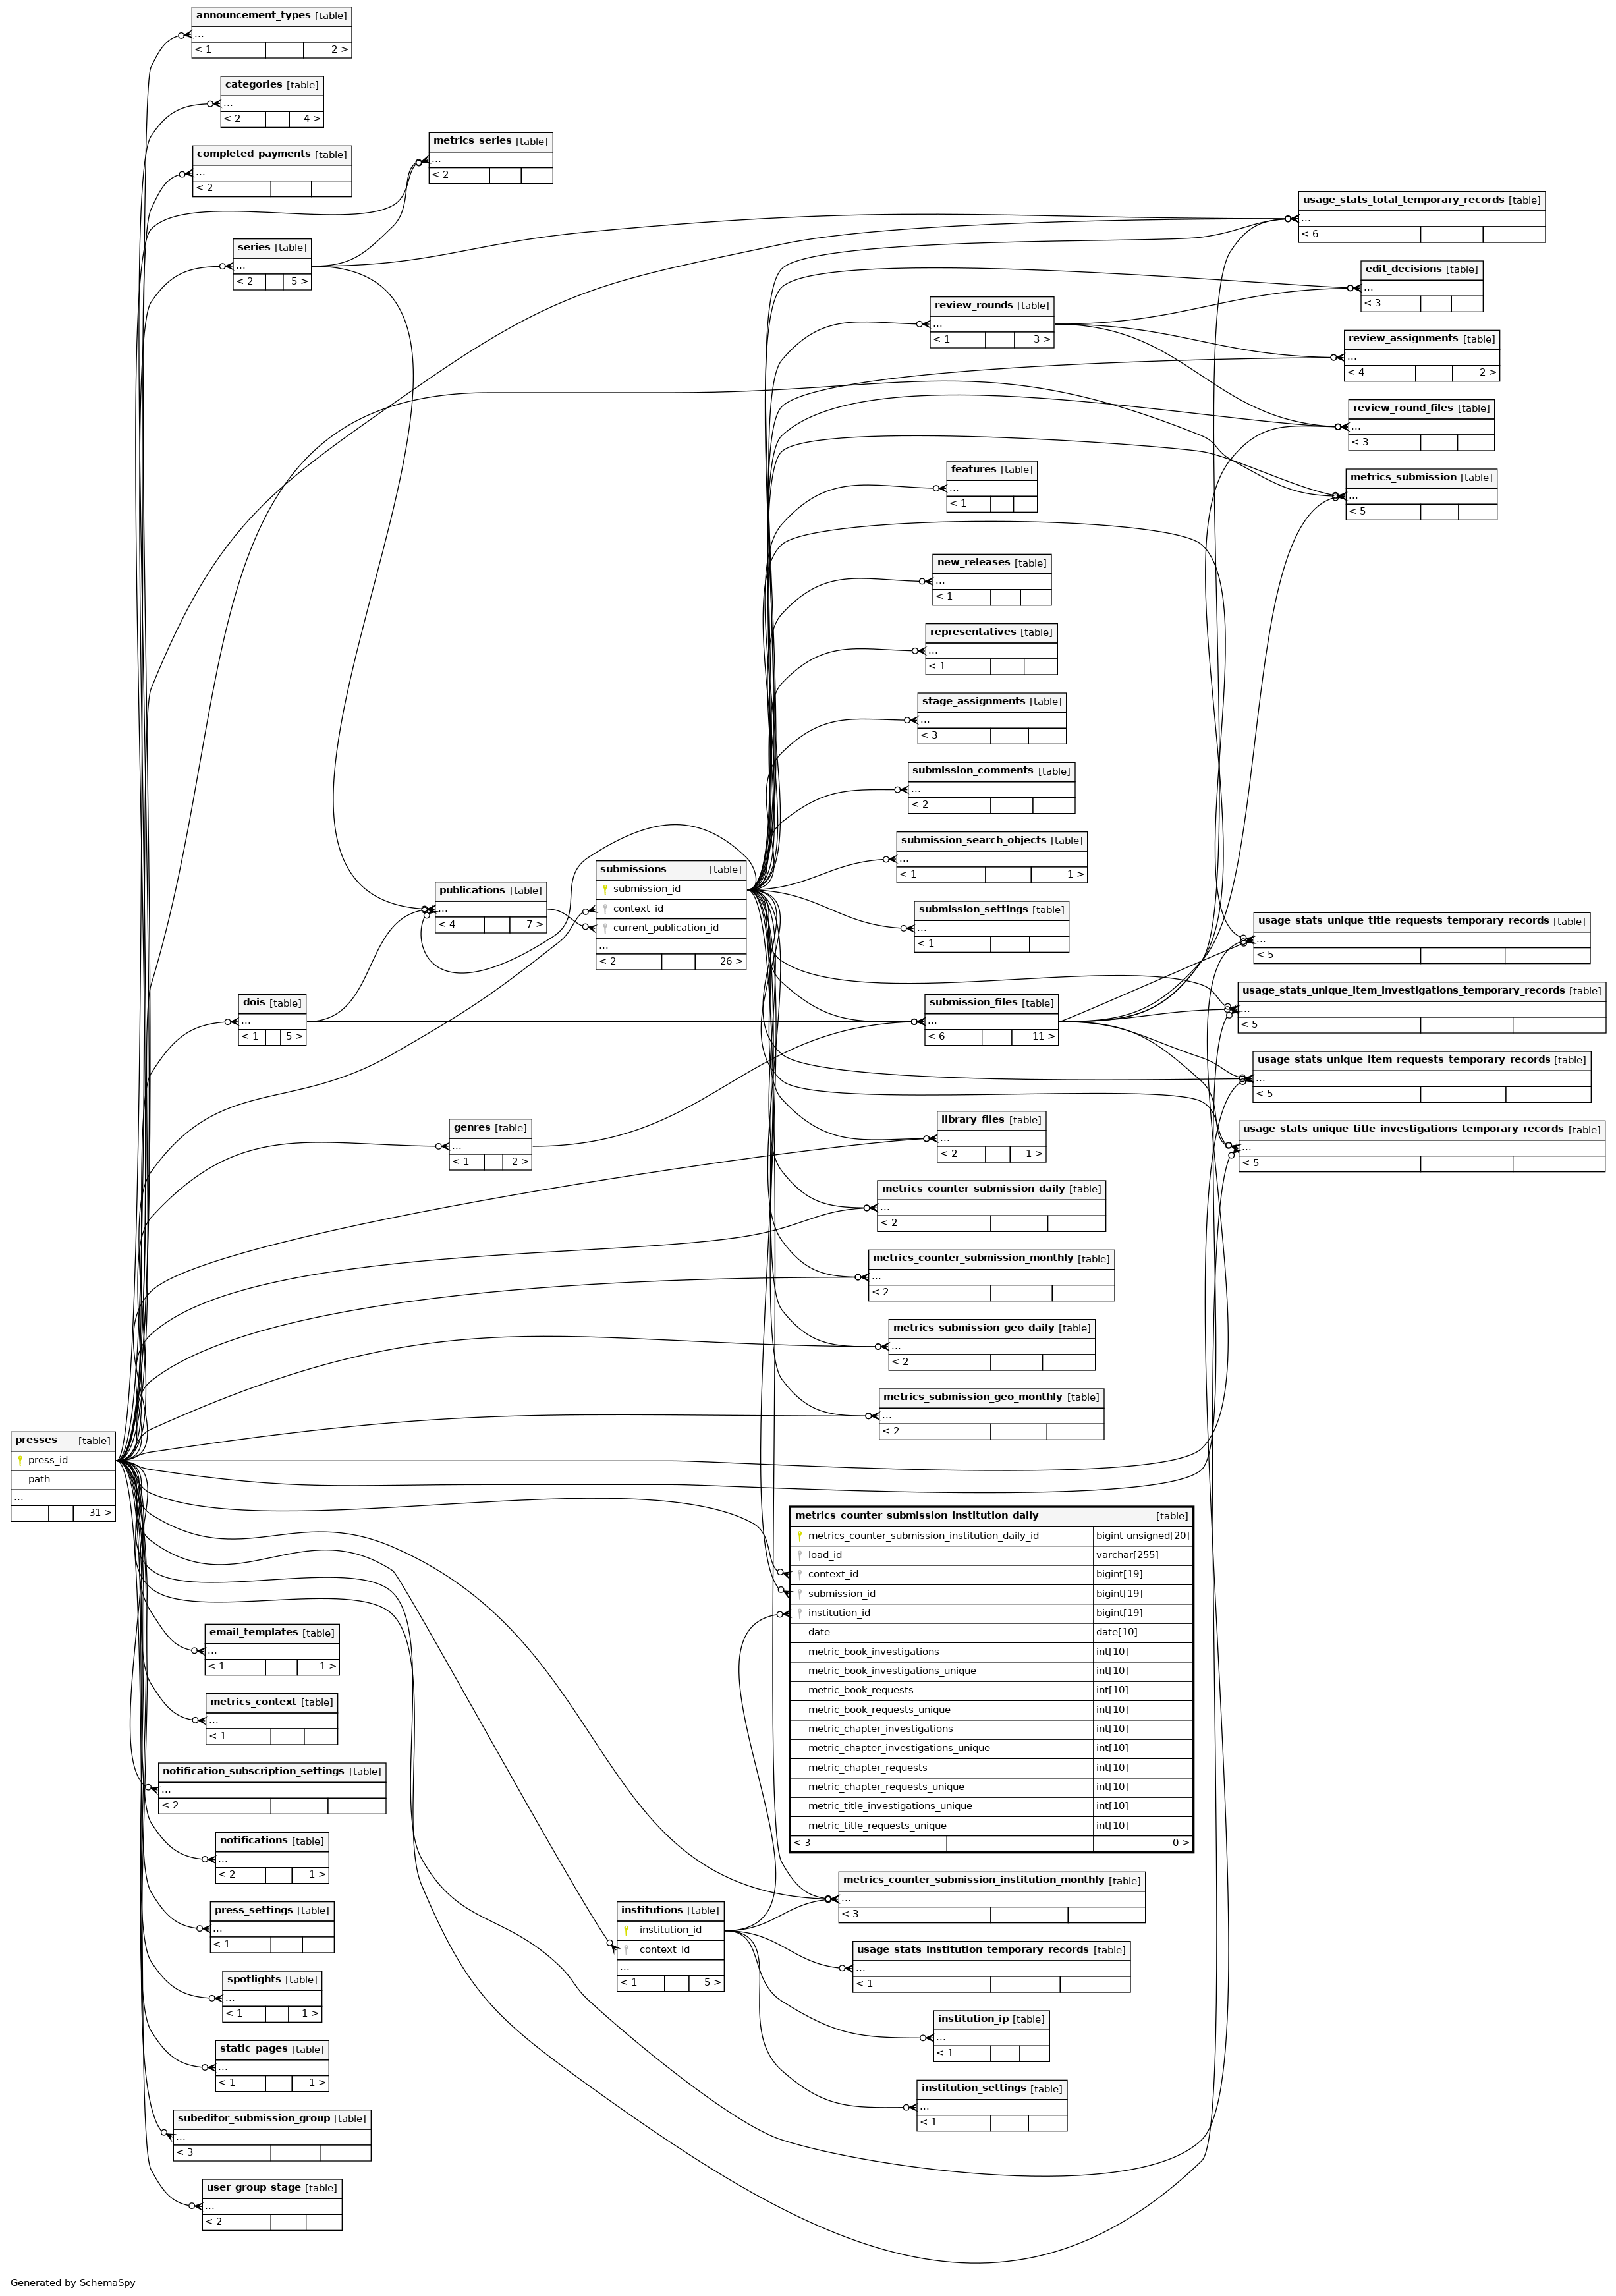 announcement_types [table]
...
< 1 2 >
categories [table]
...
< 2 4 >
completed_payments [table]
...
< 2
metrics_series [table]
...
< 2
series [table]
...
< 2 5 >
usage_stats_total_temporary_records [table]
...
< 6
edit_decisions [table]
...
< 3
review_rounds [table]
...
< 1 3 >
review_assignments [table]
...
< 4 2 >
review_round_files [table]
...
< 3
metrics_submission [table]
...
< 5
features [table]
...
< 1
new_releases [table]
...
< 1
representatives [table]
...
< 1
stage_assignments [table]
...
< 3
submission_comments [table]
...
< 2
submission_search_objects [table]
...
< 1 1 >
submission_settings [table]
...
< 1
publications [table]
...
< 4 7 >
submissions [table]
submission_id
context_id
current_publication_id
...
< 2 26 >
usage_stats_unique_title_requests_temporary_records [table]
...
< 5
usage_stats_unique_item_investigations_temporary_records [table]
...
< 5
usage_stats_unique_item_requests_temporary_records [table]
...
< 5
usage_stats_unique_title_investigations_temporary_records [table]
...
< 5
dois [table]
...
< 1 5 >
submission_files [table]
...
< 6 11 >
genres [table]
...
< 1 2 >
library_files [table]
...
< 2 1 >
metrics_counter_submission_daily [table]
...
< 2
metrics_counter_submission_monthly [table]
...
< 2
metrics_submission_geo_daily [table]
...
< 2
metrics_submission_geo_monthly [table]
...
< 2
presses [table]
press_id
path
...
31 >
metrics_counter_submission_institution_daily [table]
metrics_counter_submission_institution_daily_id bigint unsigned[20]
load_id varchar[255]
context_id bigint[19]
submission_id bigint[19]
institution_id bigint[19]
date date[10]
metric_book_investigations int[10]
metric_book_investigations_unique int[10]
metric_book_requests int[10]
metric_book_requests_unique int[10]
metric_chapter_investigations int[10]
metric_chapter_investigations_unique int[10]
metric_chapter_requests int[10]
metric_chapter_requests_unique int[10]
metric_title_investigations_unique int[10]
metric_title_requests_unique int[10]
< 3 0 >
email_templates [table]
...
< 1 1 >
metrics_context [table]
...
< 1
notification_subscription_settings [table]
...
< 2
notifications [table]
...
< 2 1 >
press_settings [table]
...
< 1
spotlights [table]
...
< 1 1 >
static_pages [table]
...
< 1 1 >
subeditor_submission_group [table]
...
< 3
user_group_stage [table]
...
< 2
institutions [table]
institution_id
context_id
...
< 1 5 >
metrics_counter_submission_institution_monthly [table]
...
< 3
usage_stats_institution_temporary_records [table]
...
< 1
institution_ip [table]
...
< 1
institution_settings [table]
...
< 1
Generated by SchemaSpy